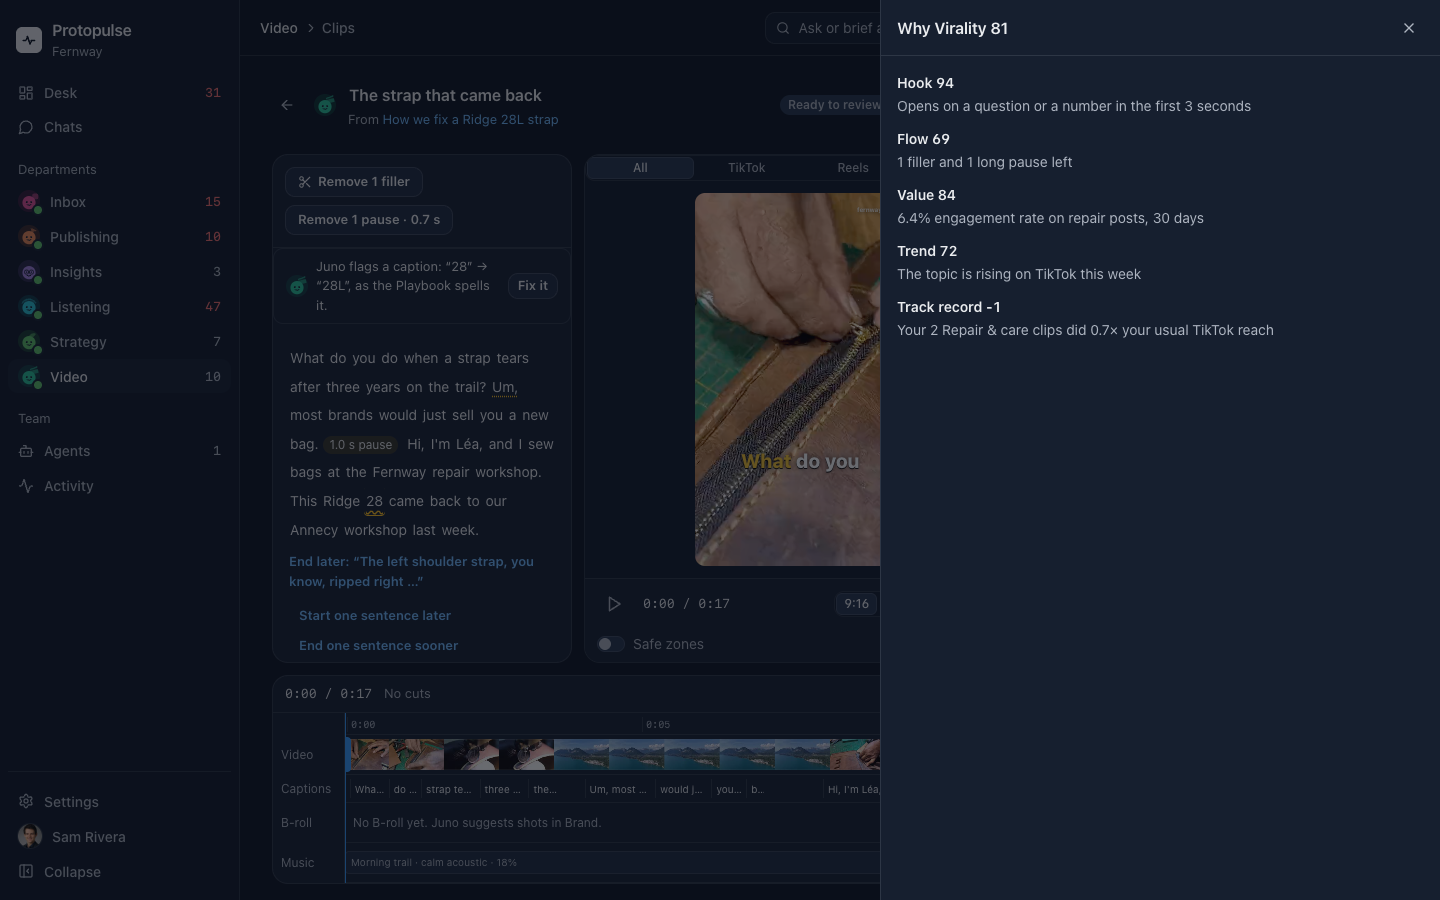 Protopulse
Fernway
Desk 31
Chats
Departments
Inbox 15
Publishing 10
Insights 3
Listening 47
Strategy 7
Video 10
Team
Agents 1
Activity
Settings
Sam Rivera
Collapse
Video > Clips
Ask or brief a
The strap that came back
From How we fix a Ridge 28L strap
Ready to review
Remove 1 filler
Remove 1 pause · 0.7 s
Juno flags a caption: “28” →
“28L”, as the Playbook spells
it.
Fix it
What do you do when a strap tears
after three years on the trail? Um,
most brands would just sell you a new
bag. 1.0 s pause Hi, I'm Léa, and I sew
bags at the Fernway repair workshop.
This Ridge 28 came back to our
Annecy workshop last week.
End later: “The left shoulder strap, you
know, ripped right ...”
Start one sentence later
End one sentence sooner
All TikTok Reels
What do you
0:00 / 0:17 9:16
Safe zones
0:00 / 0:17 No cuts
0:00 0:05
Video
Captions Wha... do ... strap te... three ... the... Um, most ... would j... you... b... Hi, I'm Léa,
B-roll No B-roll yet. Juno suggests shots in Brand.
Music Morning trail · calm acoustic · 18%
Why Virality 81
Hook 94
Opens on a question or a number in the first 3 seconds
Flow 69
1 filler and 1 long pause left
Value 84
6.4% engagement rate on repair posts, 30 days
Trend 72
The topic is rising on TikTok this week
Track record -1
Your 2 Repair & care clips did 0.7× your usual TikTok reach